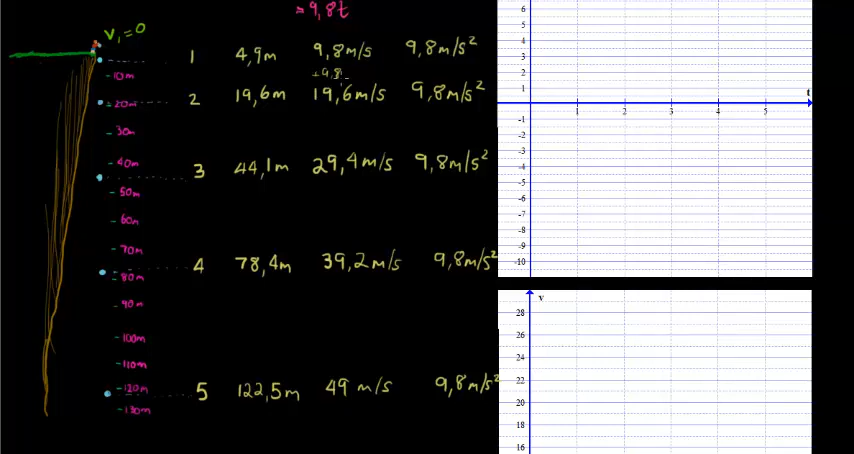 = 9,8t
V₁=0
1 4,9m 9,8m/s 9,8m/s²
+9,8
2 19,6m 19,6m/s 9,8m/s²
3 44,1m 29,4m/s 9,8m/s²
4 78,4m 39,2m/s 9,8m/s²
5 122,5m 49 m/s 9,8m/s²
-10m
-20m
-30m
-40m
-50m
-60m
-70m
-80m
-90m
-100m
-110m
-120m
-130m
6
5
4
3
2
1
t
1 2 3 4 5
-1
-2
-3
-4
-5
-6
-7
-8
-9
-10
v
28
26
24
22
20
18
16